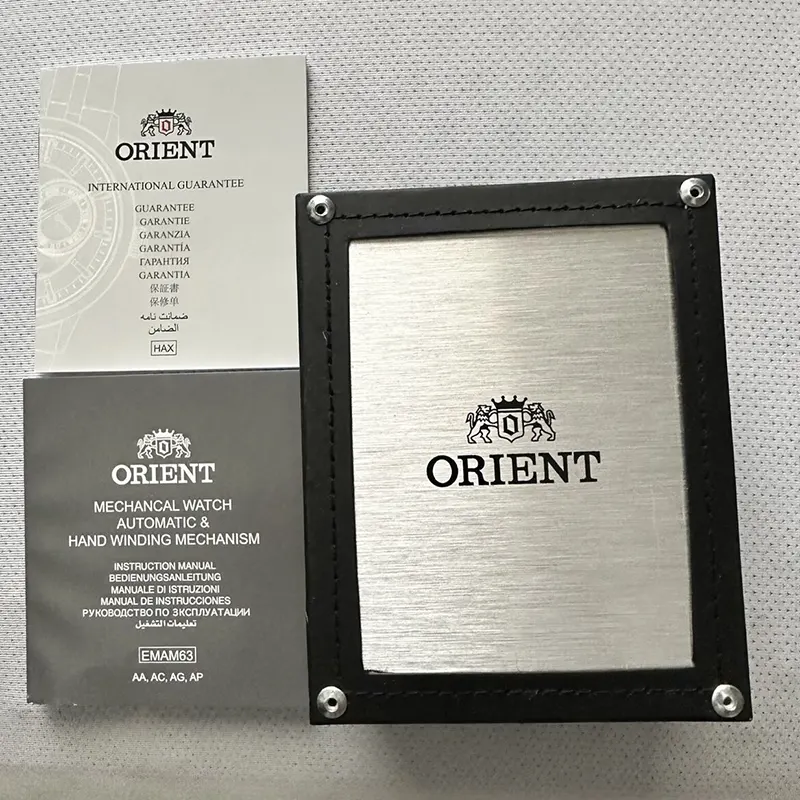 ORIENT
INTERNATIONAL GUARANTEE
GUARANTEE
GARANTIE
GARANZIA
GARANTÍA
ГАРАНТИЯ
GARANTIA
保証書
保修单
ضمانت نامه
الضامن
HAX
ORIENT
MECHANCAL WATCH
AUTOMATIC &
HAND WINDING MECHANISM
INSTRUCTION MANUAL
BEDIENUNGSANLEITUNG
MANUALE DI ISTRUZIONI
MANUAL DE INSTRUCCIONES
РУКОВОДСТВО ПО ЗКСПЛУАТАЦИИ
تعليمات التشغيل
EMAM63
AA, AC, AG, AP
ORIENT